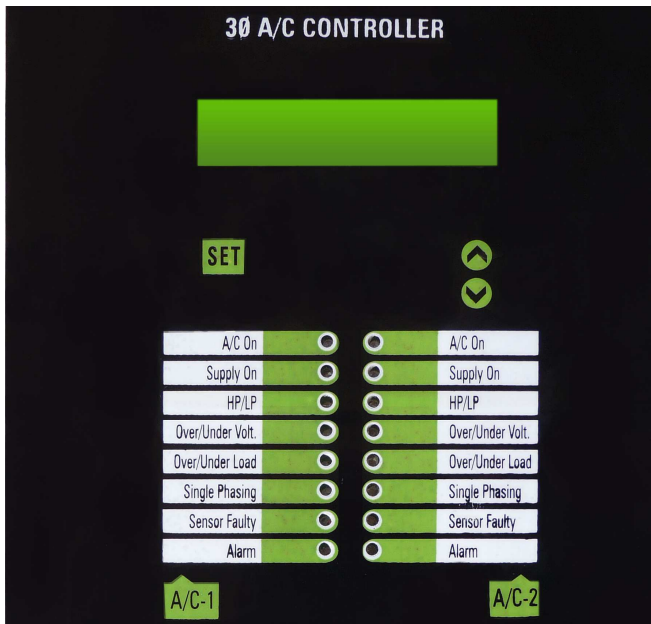 3Ø A/C CONTROLLER
SET
A/C On A/C On
Supply On Supply On
HP/LP HP/LP
Over/Under Volt. Over/Under Volt.
Over/Under Load Over/Under Load
Single Phasing Single Phasing
Sensor Faulty Sensor Faulty
Alarm Alarm
A/C-1 A/C-2